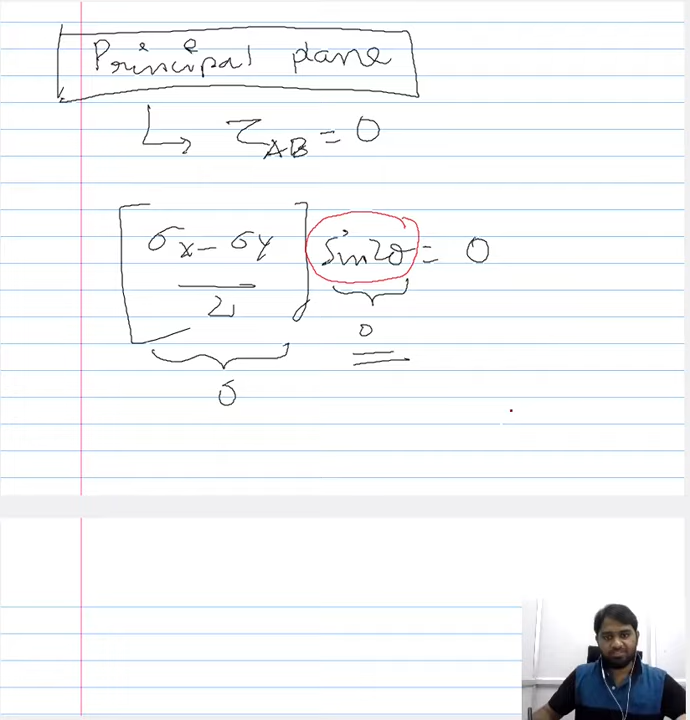 Principal plane
↳ τAB = 0
[σx - σy / 2] sin2θ = 0
0
0